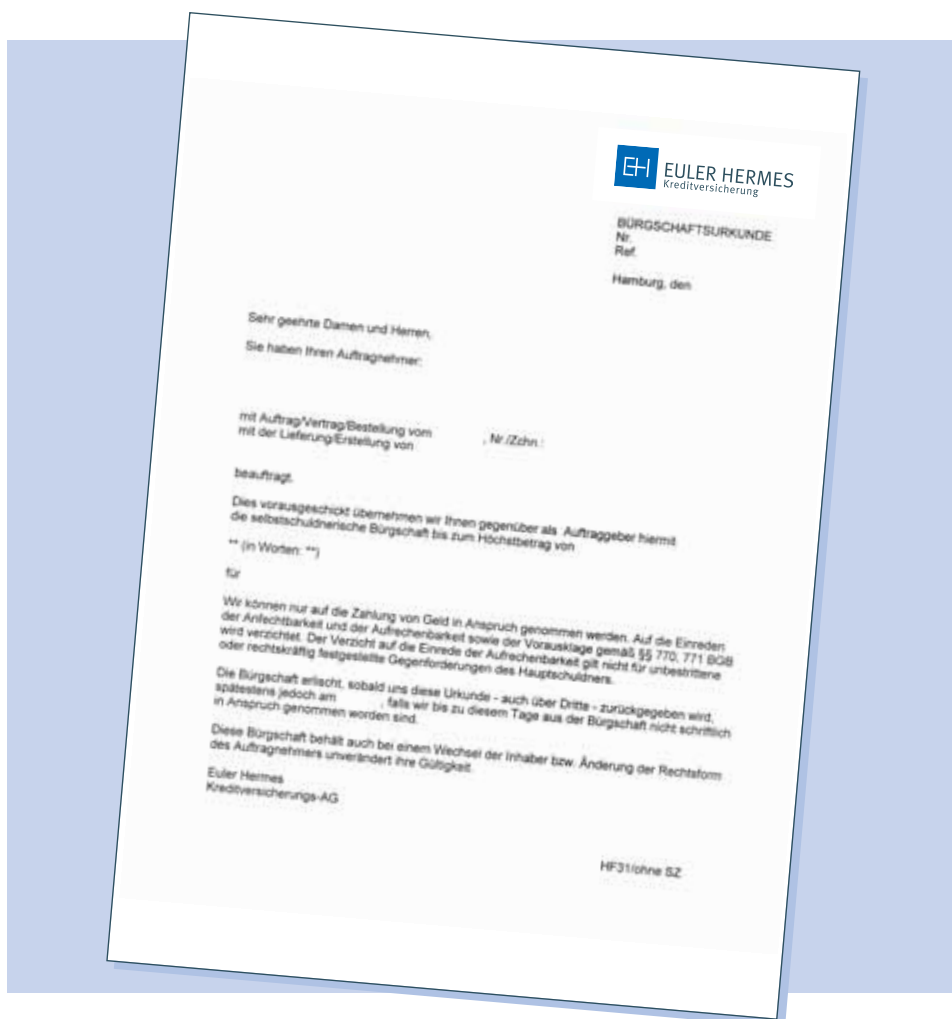 EH EULER HERMES
Kreditversicherung
BÜRGSCHAFTSURKUNDE
Nr.
Ref.
Hamburg, den
Sehr geehrte Damen und Herren,
Sie haben Ihren Auftragnehmer:
mit Auftrag/Vertrag/Bestellung vom , Nr./Zchn.:
mit der Lieferung/Erstellung von
beauftragt.
Dies vorausgeschickt übernehmen wir Ihnen gegenüber als Auftraggeber hiermit
die selbstschuldnerische Bürgschaft bis zum Höchstbetrag von
** (in Worten: **)
für
Wir können nur auf die Zahlung von Geld in Anspruch genommen werden. Auf die Einreden
der Anfechtbarkeit und der Aufrechenbarkeit sowie der Vorausklage gemäß §§ 770, 771 BGB
wird verzichtet. Der Verzicht auf die Einrede der Aufrechenbarkeit gilt nicht für unbestrittene
oder rechtskräftig festgestellte Gegenforderungen des Hauptschuldners.
Die Bürgschaft erlischt, sobald uns diese Urkunde - auch über Dritte - zurückgegeben wird,
spätestens jedoch am , falls wir bis zu diesem Tage aus der Bürgschaft nicht schriftlich
in Anspruch genommen worden sind.
Diese Bürgschaft behält auch bei einem Wechsel der Inhaber bzw. Änderung der Rechtsform
des Auftragnehmers unverändert ihre Gültigkeit.
Euler Hermes
Kreditversicherungs-AG
HF31/ohne SZ